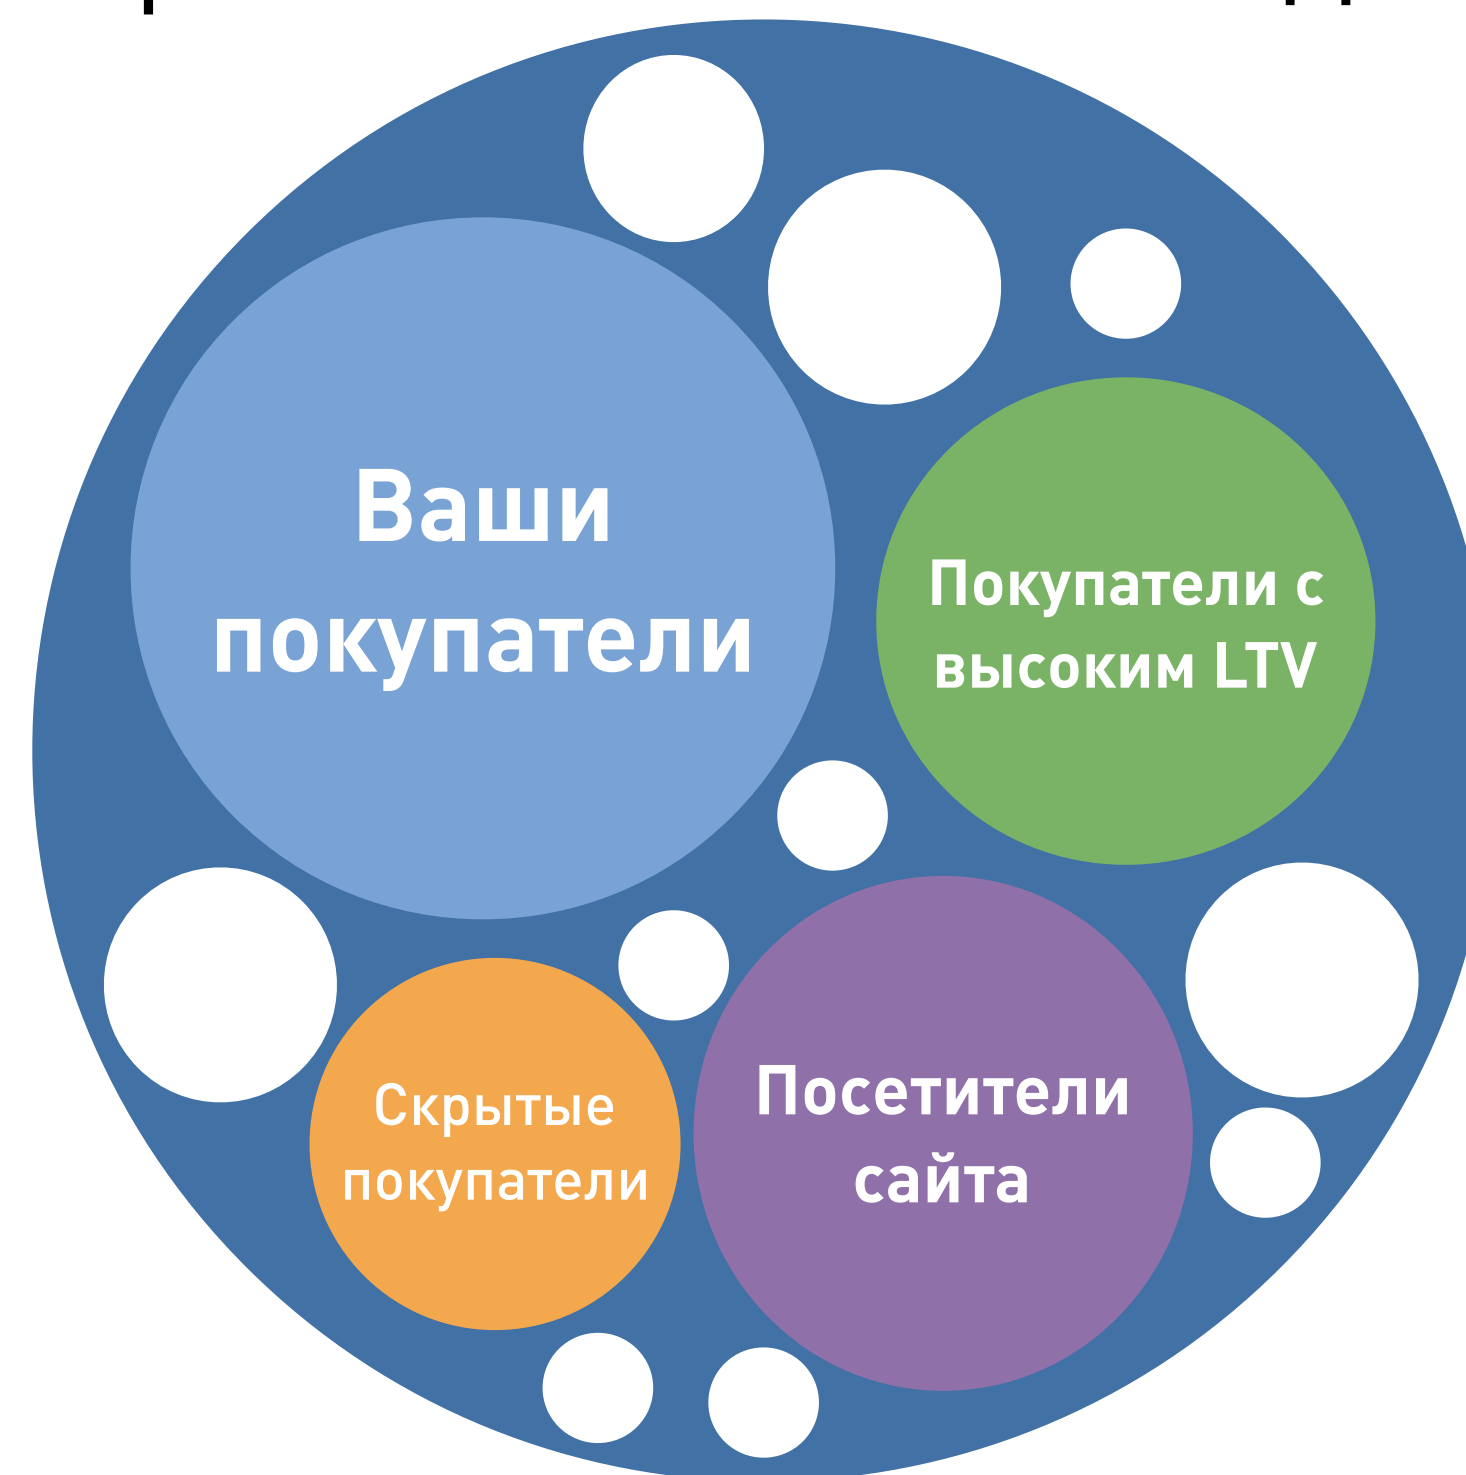 Ваши
покупатели
Покупатели с
высоким LTV
Скрытые
покупатели
Посетители
сайта